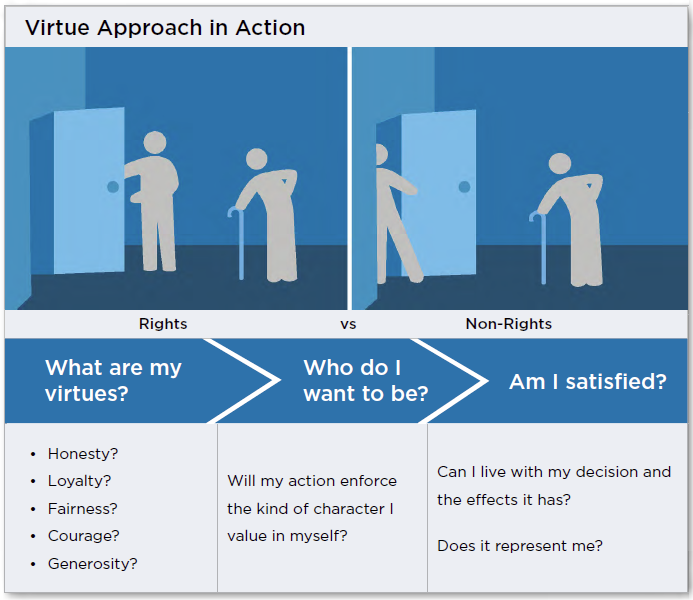 Virtue Approach in Action
Rights
vs
Non-Rights
What are my
virtues?
Who do I
want to be?
Am I satisfied?
• Honesty?
• Loyalty?
• Fairness?
• Courage?
• Generosity?
Will my action enforce
the kind of character I
value in myself?
Can I live with my decision and
the effects it has?
Does it represent me?